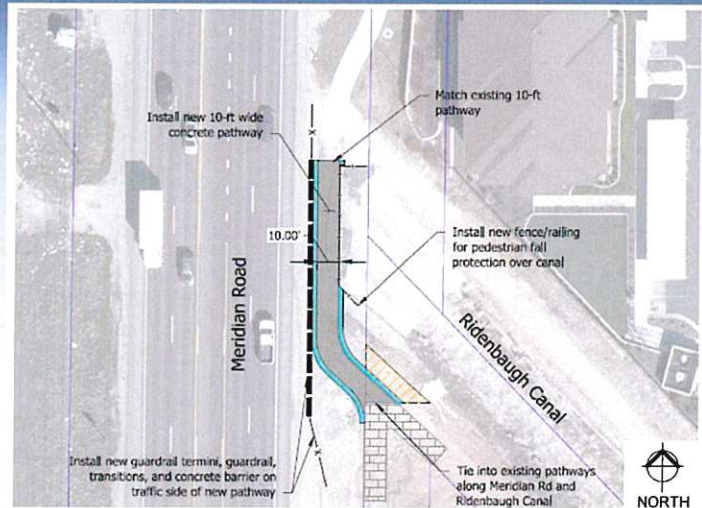 Install new 10-ft wide
concrete pathway
Match existing 10-ft
pathway
X
10.00'
Install new fence/railing
for pedestrian fall
protection over canal
Meridian Road
Ridenbaugh Canal
Install new guardrail termini, guardrail,
transitions, and concrete barrier on
traffic side of new pathway
X
Tie into existing pathways
along Meridian Rd and
Ridenbaugh Canal
NORTH